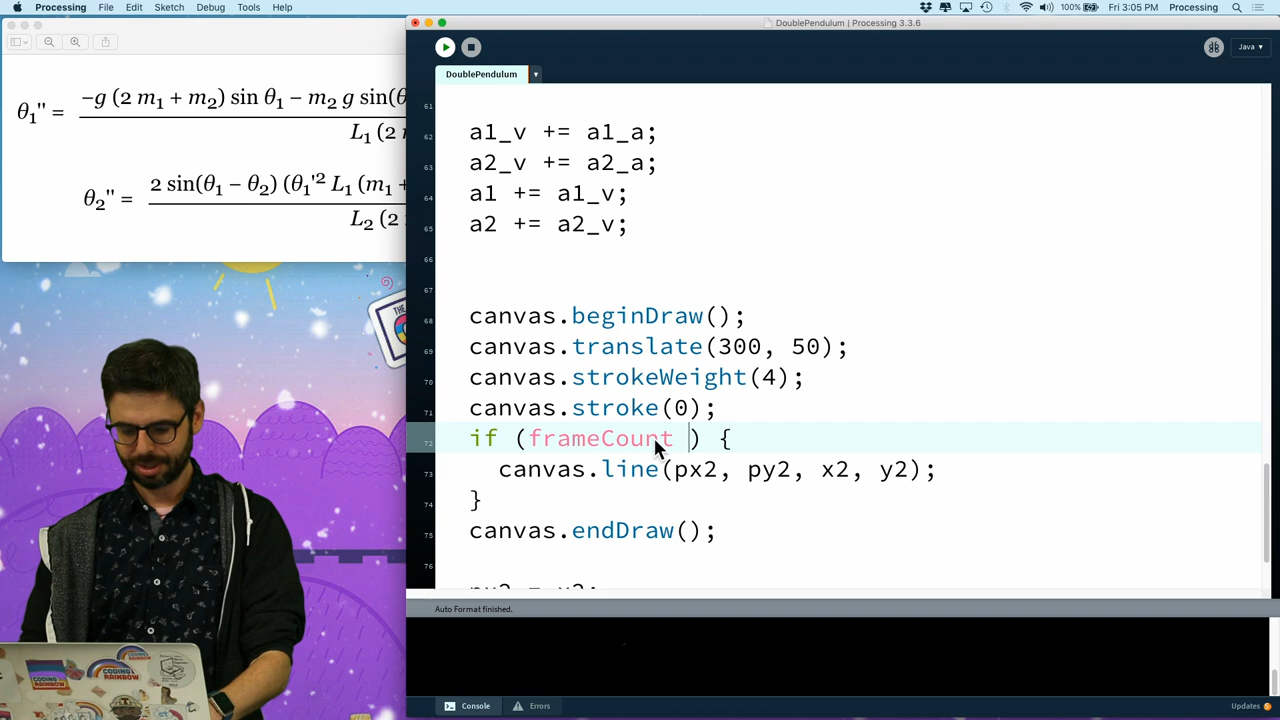 Processing File Edit Sketch Debug Tools Help
100% Fri 3:05 PM Processing
DoublePendulum | Processing 3.3.6
Java ▾
DoublePendulum
θ1'' = −g (2 m1 + m2) sin θ1 − m2 g sin(θ
L1 (2
θ2'' = 2 sin(θ1 − θ2) (θ1'2 L1 (m1 +
L2 (2
61
62 a1_v += a1_a;
63 a2_v += a2_a;
64 a1 += a1_v;
65 a2 += a2_v;
66
67
68 canvas.beginDraw();
69 canvas.translate(300, 50);
70 canvas.strokeWeight(4);
71 canvas.stroke(0);
72 if (frameCount ) {
73 canvas.line(px2, py2, x2, y2);
74 }
75 canvas.endDraw();
76
Auto Format finished.
CODING RAINBOW
Console Errors
Updates